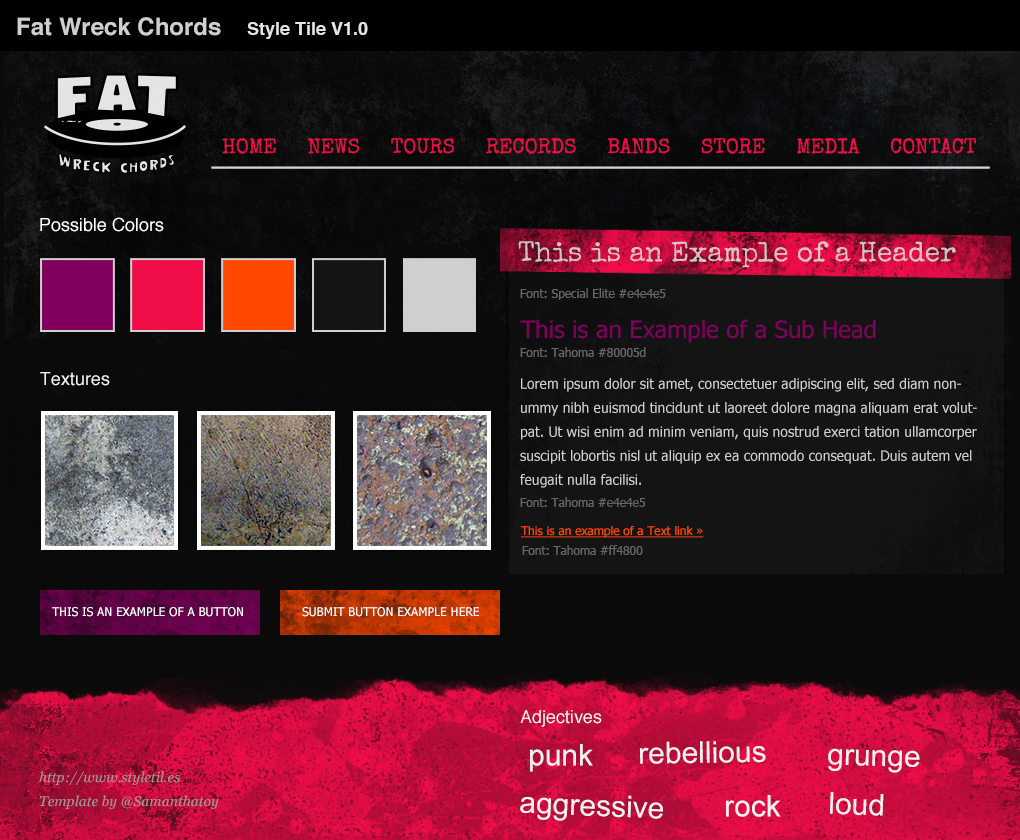 Fat Wreck Chords Style Tile V1.0
FAT
WRECK CHORDS
HOME NEWS TOURS RECORDS BANDS STORE MEDIA CONTACT
Possible Colors
Textures
THIS IS AN EXAMPLE OF A BUTTON
SUBMIT BUTTON EXAMPLE HERE
This is an Example of a Header
Font: Special Elite #e4e4e5
This is an Example of a Sub Head
Font: Tahoma #80005d
Lorem ipsum dolor sit amet, consectetuer adipiscing elit, sed diam non-
ummy nibh euismod tincidunt ut laoreet dolore magna aliquam erat volut-
pat. Ut wisi enim ad minim veniam, quis nostrud exerci tation ullamcorper
suscipit lobortis nisl ut aliquip ex ea commodo consequat. Duis autem vel
feugait nulla facilisi.
Font: Tahoma #e4e4e5
This is an example of a Text link »
Font: Tahoma #ff4800
http://www.styletil.es
Template by @Samanthatoy
Adjectives
punk rebellious grunge
aggressive rock loud